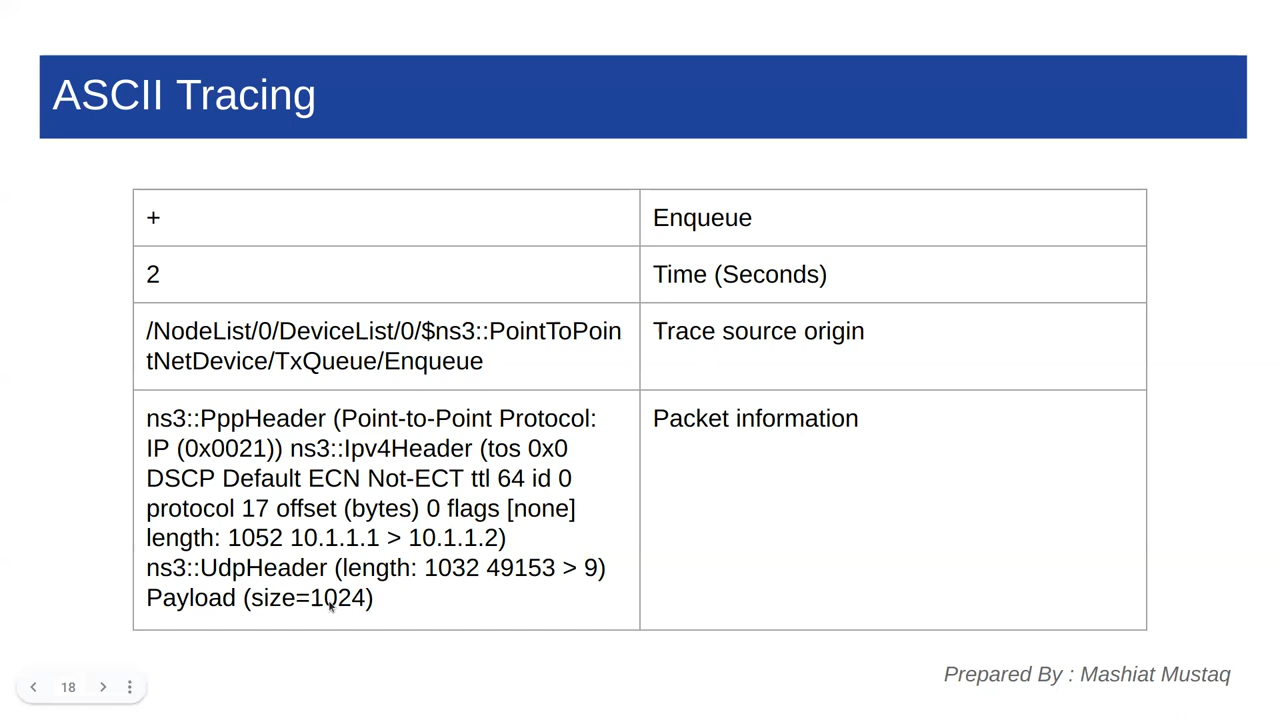 ASCII Tracing
+
Enqueue
2
Time (Seconds)
/NodeList/0/DeviceList/0/$ns3::PointToPoin
tNetDevice/TxQueue/Enqueue
Trace source origin
ns3::PppHeader (Point-to-Point Protocol:
IP (0x0021)) ns3::Ipv4Header (tos 0x0
DSCP Default ECN Not-ECT ttl 64 id 0
protocol 17 offset (bytes) 0 flags [none]
length: 1052 10.1.1.1 > 10.1.1.2)
ns3::UdpHeader (length: 1032 49153 > 9)
Payload (size=1024)
Packet information
Prepared By : Mashiat Mustaq
18